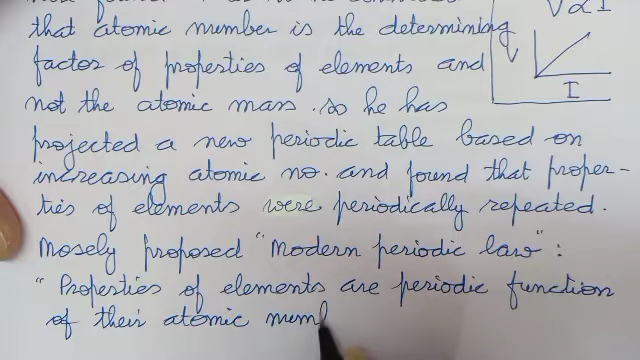 that atomic number is the determining
factor of properties of elements and
not the atomic mass. so he has
projected a new periodic table based on
increasing atomic no. and found that proper-
ties of elements were periodically repeated.
Mosely proposed "Modern periodic law" :
"Properties of elements are periodic function
of their atomic num
√ ∝ I
V
I